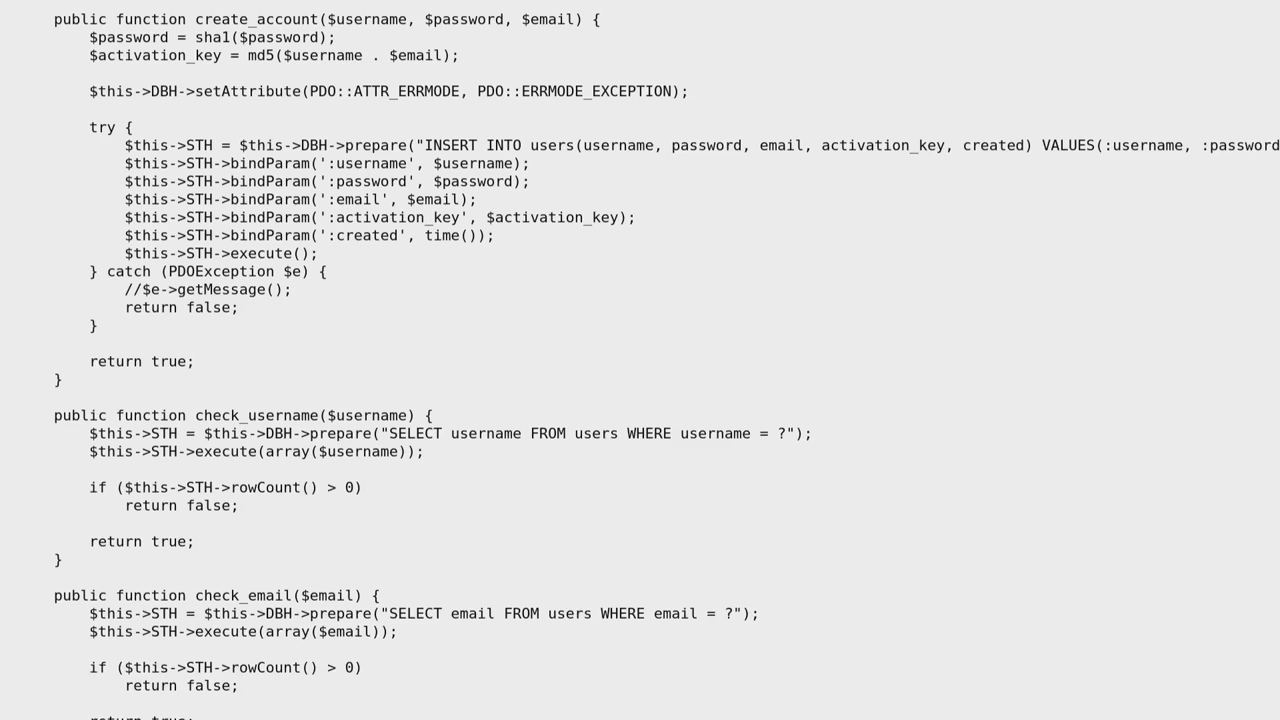 public function create_account($username, $password, $email) {
$password = sha1($password);
$activation_key = md5($username . $email);
$this->DBH->setAttribute(PDO::ATTR_ERRMODE, PDO::ERRMODE_EXCEPTION);
try {
$this->STH = $this->DBH->prepare("INSERT INTO users(username, password, email, activation_key, created) VALUES(:username, :password
$this->STH->bindParam(':username', $username);
$this->STH->bindParam(':password', $password);
$this->STH->bindParam(':email', $email);
$this->STH->bindParam(':activation_key', $activation_key);
$this->STH->bindParam(':created', time());
$this->STH->execute();
} catch (PDOException $e) {
//$e->getMessage();
return false;
}
return true;
}
public function check_username($username) {
$this->STH = $this->DBH->prepare("SELECT username FROM users WHERE username = ?");
$this->STH->execute(array($username));
if ($this->STH->rowCount() > 0)
return false;
return true;
}
public function check_email($email) {
$this->STH = $this->DBH->prepare("SELECT email FROM users WHERE email = ?");
$this->STH->execute(array($email));
if ($this->STH->rowCount() > 0)
return false;